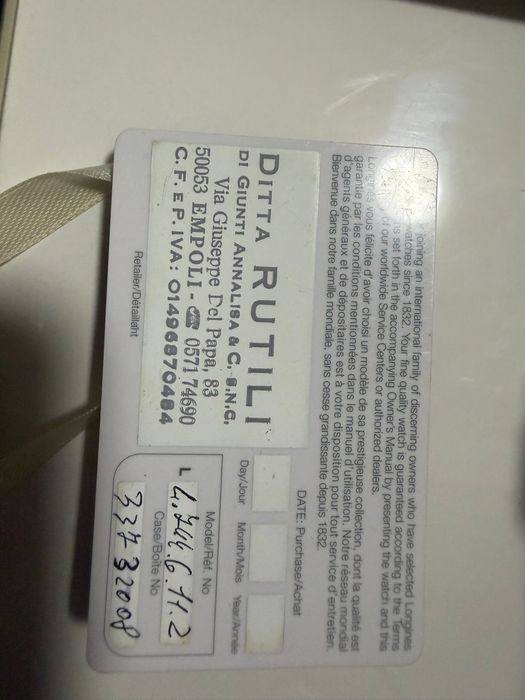 joining an international family of discerning owners who have selected Longines
watches since 1832. Your fine quality watch is guaranteed according to the Terms
set forth in the accompanying Owner's Manual by presenting the watch and this
our worldwide Service Centers or authorized dealers.
Longines vous félicite d'avoir choisi un modèle de sa prestigieuse collection, dont la qualité est
garantie par les conditions mentionnées dans le manuel d'utilisation. Notre réseau mondial
d'agents généraux et de dépositaires est à votre disposition pour tout service d'entretien.
Bienvenue dans notre famille mondiale, sans cesse grandissante depuis 1832.
DITTA RUTILI
DI GIUNTI ANNALISA & C. S.N.C.
Via Giuseppe Del Papa, 83
50053 EMPOLI - ☎ 0571 74690
C. F. E P. IVA: 01496870484
Retailer/Détaillant
DATE: Purchase/Achat
Day/Jour Month/Mois Year/Année
Model/Réf. No
L 4.744.6.11.2
Case/Boîte No
33732008